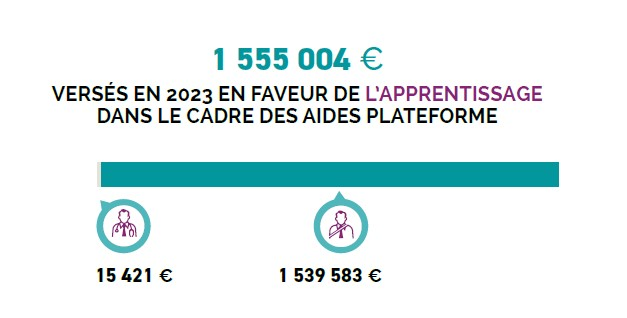 1 555 004 €
VERSÉS EN 2023 EN FAVEUR DE L'APPRENTISSAGE
DANS LE CADRE DES AIDES PLATEFORME
15 421 €
1 539 583 €